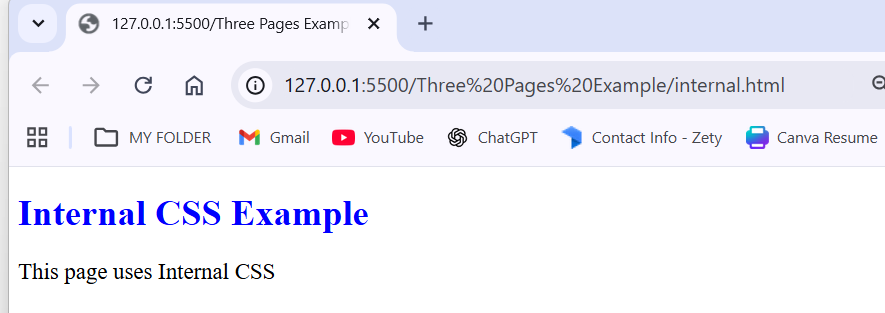 127.0.0.1:5500/Three Pages Examp
127.0.0.1:5500/Three%20Pages%20Example/internal.html
MY FOLDER Gmail YouTube ChatGPT Contact Info - Zety Canva Resume
Internal CSS Example
This page uses Internal CSS